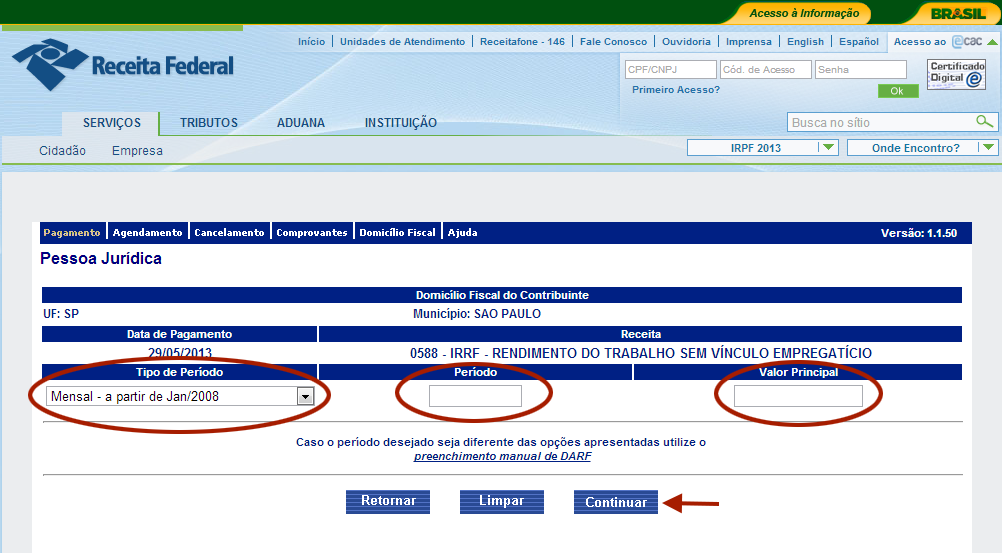 Acesso à Informação BRASIL
Início | Unidades de Atendimento | Receitafone - 146 | Fale Conosco | Ouvidoria | Imprensa | English | Español Acesso ao ecac
Receita Federal
CPF/CNPJ Cód. de Acesso Senha Certificado Digital
Primeiro Acesso? Ok
SERVIÇOS TRIBUTOS ADUANA INSTITUIÇÃO Busca no sítio
Cidadão Empresa IRPF 2013 Onde Encontro?
Pagamento Agendamento Cancelamento Comprovantes Domicílio Fiscal Ajuda Versão: 1.1.50
Pessoa Jurídica
Domicílio Fiscal do Contribuinte
UF: SP Município: SAO PAULO
Data de Pagamento Receita
29/05/2013 0588 - IRRF - RENDIMENTO DO TRABALHO SEM VÍNCULO EMPREGATÍCIO
Tipo de Período Período Valor Principal
Mensal - a partir de Jan/2008
Caso o período desejado seja diferente das opções apresentadas utilize o
preenchimento manual de DARF
Retornar Limpar Continuar